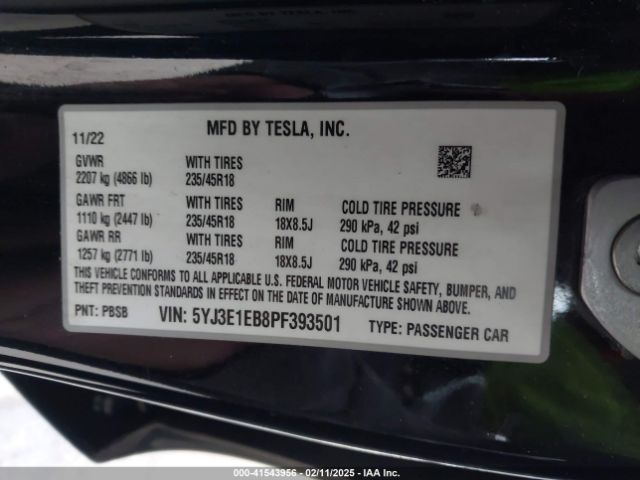 MFD BY TESLA, INC.
11/22
MFD BY TESLA, INC.
GVWR WITH TIRES
2207 kg (4866 lb) 235/45R18
GAWR FRT WITH TIRES RIM COLD TIRE PRESSURE
1110 kg (2447 lb) 235/45R18 18X8.5J 290 kPa, 42 psi
GAWR RR WITH TIRES RIM COLD TIRE PRESSURE
1257 kg (2771 lb) 235/45R18 18X8.5J 290 kPa, 42 psi
THIS VEHICLE CONFORMS TO ALL APPLICABLE U.S. FEDERAL MOTOR VEHICLE SAFETY, BUMPER, AND
THEFT PREVENTION STANDARDS IN EFFECT ON THE DATE OF MANUFACTURE SHOWN ABOVE.
PNT: PBSB VIN: 5YJ3E1EB8PF393501 TYPE: PASSENGER CAR
000-41543956 - 02/11/2025 - IAA Inc.